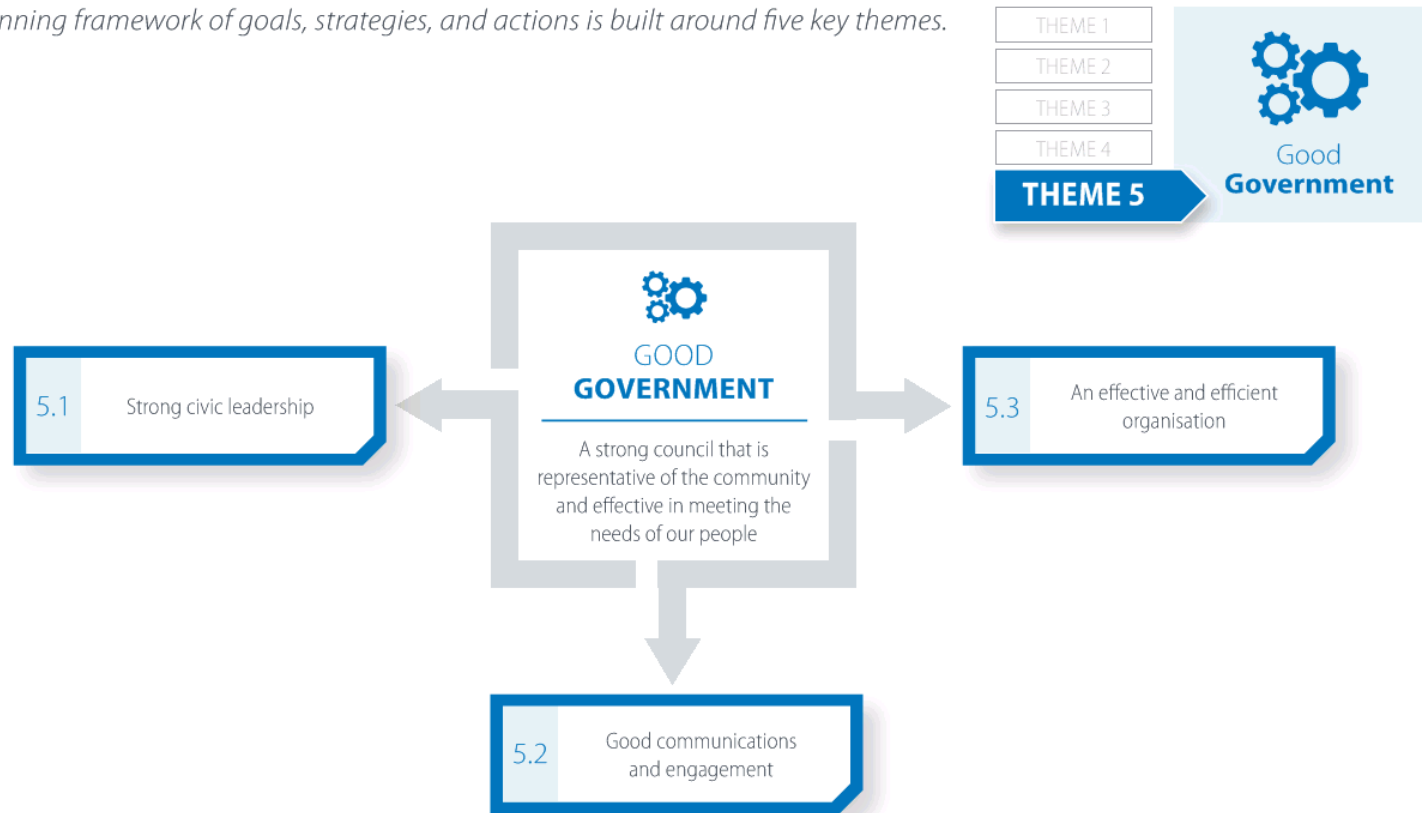 nning framework of goals, strategies, and actions is built around five key themes.
THEME 1
THEME 2
THEME 3
THEME 4
THEME 5
Good
Government
GOOD
GOVERNMENT
A strong council that is
representative of the community
and effective in meeting the
needs of our people
5.1
Strong civic leadership
5.3
An effective and efficient
organisation
5.2
Good communications
and engagement